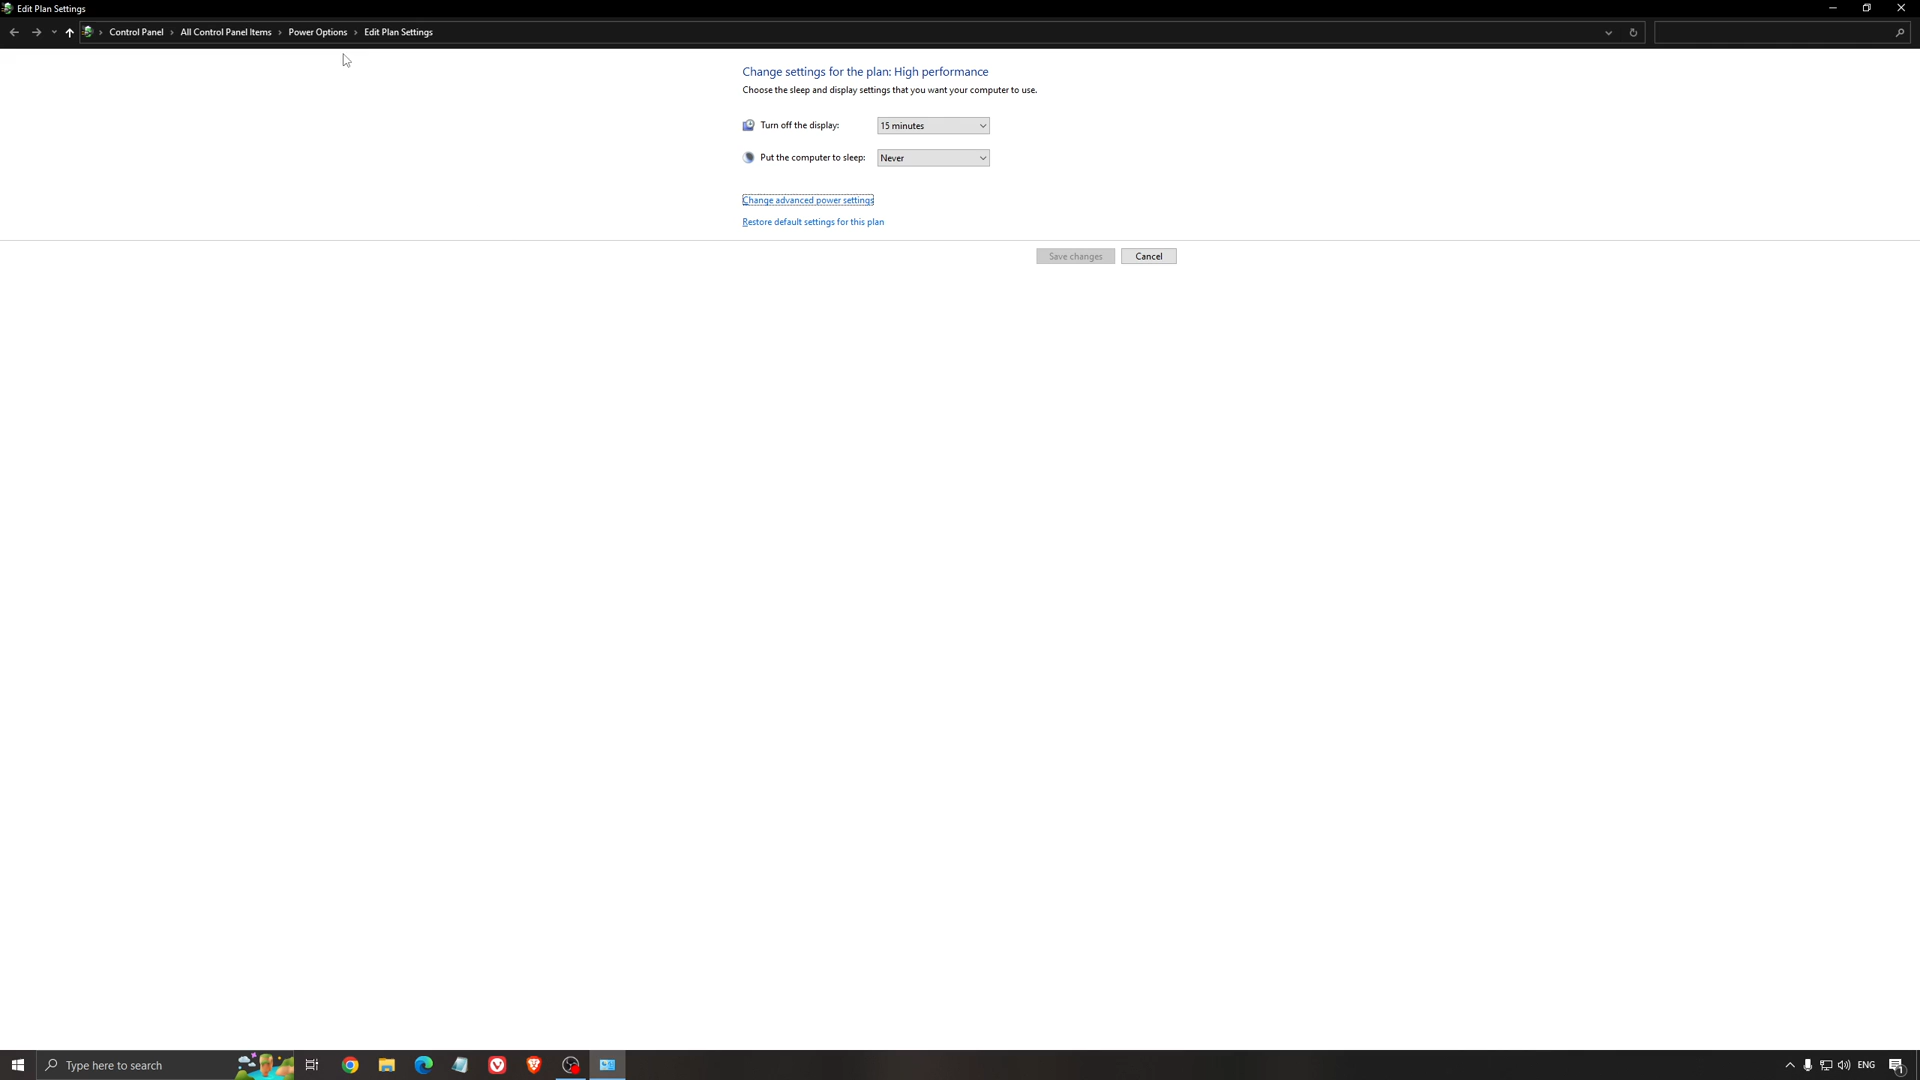 Edit Plan Settings
Control Panel > All Control Panel Items > Power Options > Edit Plan Settings
Change settings for the plan: High performance
Choose the sleep and display settings that you want your computer to use.
Turn off the display: 15 minutes
Put the computer to sleep: Never
Change advanced power settings
Restore default settings for this plan
Save changes Cancel
Type here to search
ENG
1